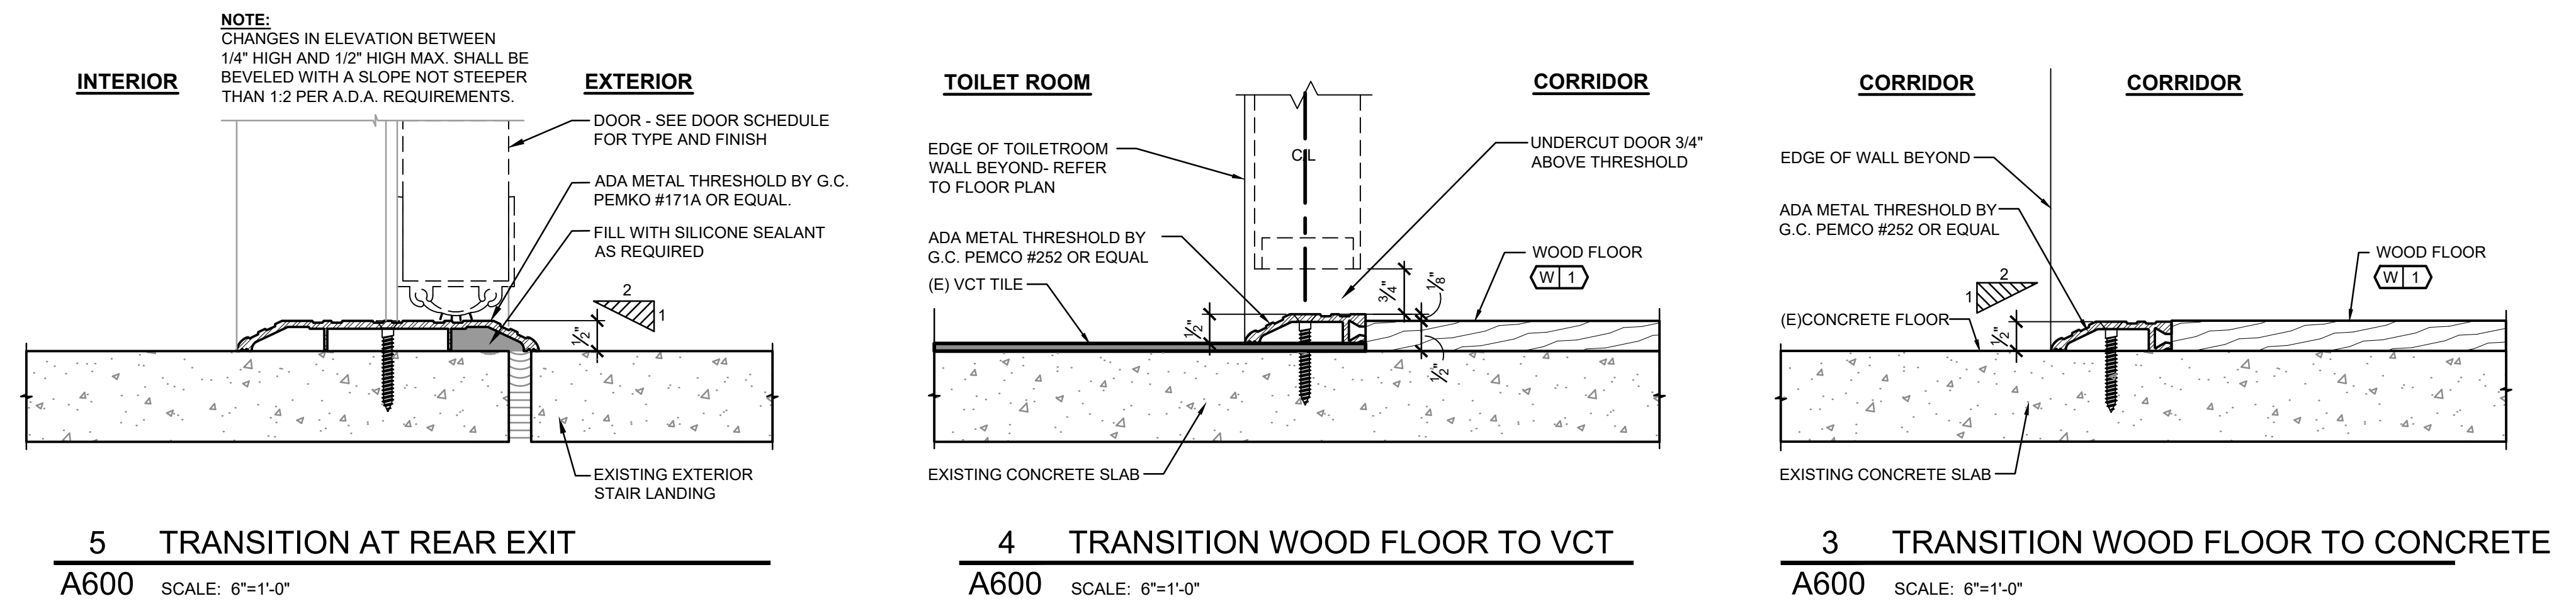 NOTE:
CHANGES IN ELEVATION BETWEEN
1/4" HIGH AND 1/2" HIGH MAX. SHALL BE
BEVELED WITH A SLOPE NOT STEEPER
THAN 1:2 PER A.D.A. REQUIREMENTS.
INTERIOR
EXTERIOR
DOOR - SEE DOOR SCHEDULE
FOR TYPE AND FINISH
ADA METAL THRESHOLD BY G.C.
PEMKO #171A OR EQUAL.
FILL WITH SILICONE SEALANT
AS REQUIRED
2
1
1/2"
EXISTING EXTERIOR
STAIR LANDING
5 TRANSITION AT REAR EXIT
A600 SCALE: 6"=1'-0"
TOILET ROOM
CORRIDOR
EDGE OF TOILETROOM
WALL BEYOND- REFER
TO FLOOR PLAN
C/L
UNDERCUT DOOR 3/4"
ABOVE THRESHOLD
ADA METAL THRESHOLD BY
G.C. PEMCO #252 OR EQUAL
(E) VCT TILE
WOOD FLOOR
W 1
3/4"
1/8"
1/2"
1/2"
EXISTING CONCRETE SLAB
4 TRANSITION WOOD FLOOR TO VCT
A600 SCALE: 6"=1'-0"
CORRIDOR
CORRIDOR
EDGE OF WALL BEYOND
ADA METAL THRESHOLD BY
G.C. PEMCO #252 OR EQUAL
WOOD FLOOR
W 1
2
1
(E)CONCRETE FLOOR
1/2"
EXISTING CONCRETE SLAB
3 TRANSITION WOOD FLOOR TO CONCRETE
A600 SCALE: 6"=1'-0"